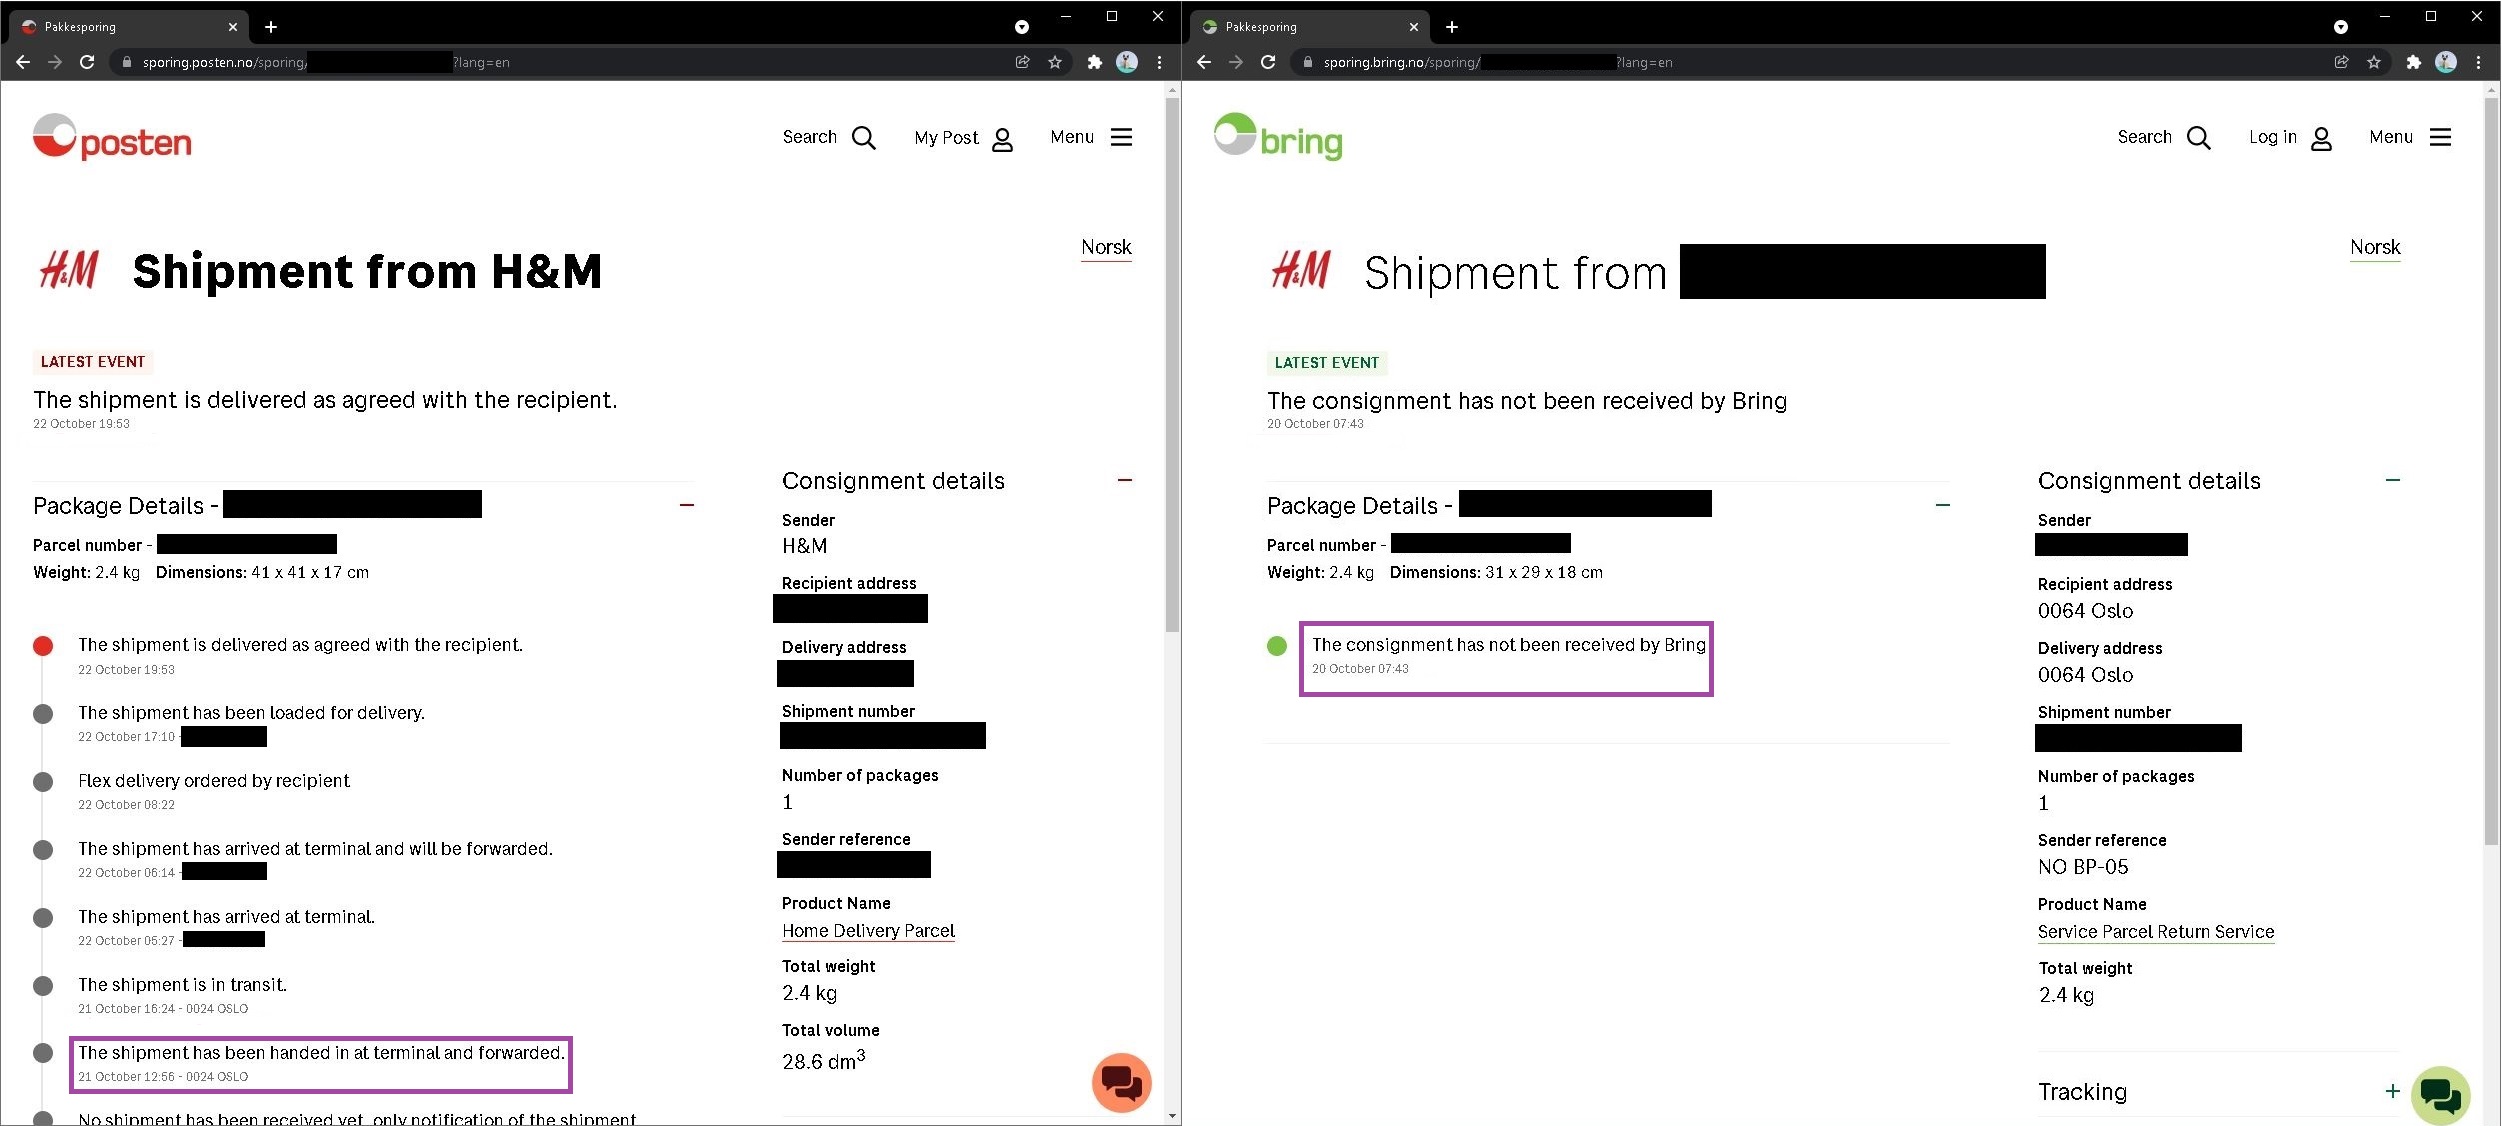 Pakkesporing
sporing.posten.no/sporing/ ?lang=en
posten
Search
My Post
Menu
Norsk
H&M
Shipment from H&M
LATEST EVENT
The shipment is delivered as agreed with the recipient.
22 October 19:53
Package Details -
Parcel number -
Weight: 2.4 kg Dimensions: 41 x 41 x 17 cm
The shipment is delivered as agreed with the recipient.
22 October 19:53
The shipment has been loaded for delivery.
22 October 17:10 -
Flex delivery ordered by recipient
22 October 08:22
The shipment has arrived at terminal and will be forwarded.
22 October 06:14 -
The shipment has arrived at terminal.
22 October 05:27 -
The shipment is in transit.
21 October 16:24 - 0024 OSLO
The shipment has been handed in at terminal and forwarded.
21 October 12:56 - 0024 OSLO
No shipment has been received yet, only notification of the shipment
Consignment details
Sender
H&M
Recipient address
Delivery address
Shipment number
Number of packages
1
Sender reference
Product Name
Home Delivery Parcel
Total weight
2.4 kg
Total volume
28.6 dm³
Pakkesporing
sporing.bring.no/sporing/ ?lang=en
bring
Search
Log in
Menu
Norsk
H&M
Shipment from
LATEST EVENT
The consignment has not been received by Bring
20 October 07:43
Package Details -
Parcel number -
Weight: 2.4 kg Dimensions: 31 x 29 x 18 cm
The consignment has not been received by Bring
20 October 07:43
Consignment details
Sender
Recipient address
0064 Oslo
Delivery address
0064 Oslo
Shipment number
Number of packages
1
Sender reference
NO BP-05
Product Name
Service Parcel Return Service
Total weight
2.4 kg
Tracking